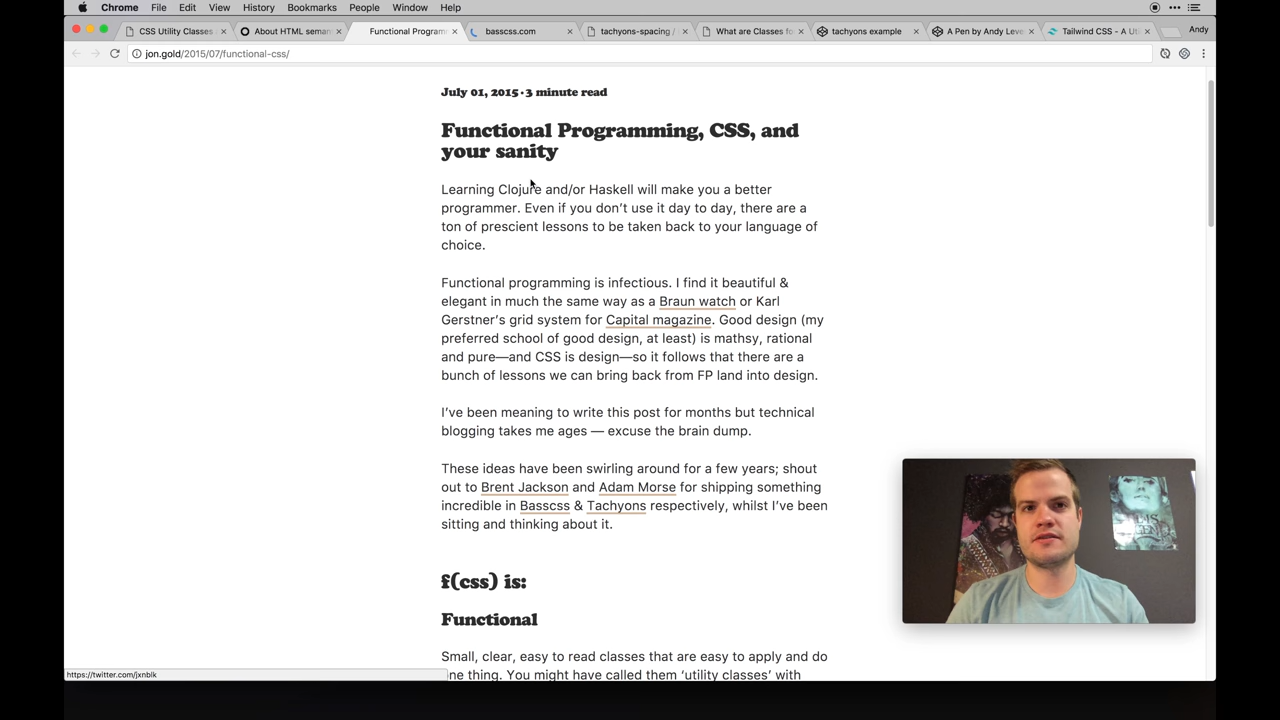 Chrome File Edit View History Bookmarks People Window Help
CSS Utility Classes
About HTML seman
Functional Program
basscss.com
tachyons-spacing /
What are Classes fo
tachyons example
A Pen by Andy Leve
Tailwind CSS - A Ut
Andy
jon.gold/2015/07/functional-css/
July 01, 2015 · 3 minute read
Functional Programming, CSS, and
your sanity
Learning Clojure and/or Haskell will make you a better
programmer. Even if you don’t use it day to day, there are a
ton of prescient lessons to be taken back to your language of
choice.
Functional programming is infectious. I find it beautiful &
elegant in much the same way as a Braun watch or Karl
Gerstner’s grid system for Capital magazine. Good design (my
preferred school of good design, at least) is mathsy, rational
and pure—and CSS is design—so it follows that there are a
bunch of lessons we can bring back from FP land into design.
I’ve been meaning to write this post for months but technical
blogging takes me ages — excuse the brain dump.
These ideas have been swirling around for a few years; shout
out to Brent Jackson and Adam Morse for shipping something
incredible in Basscss & Tachyons respectively, whilst I’ve been
sitting and thinking about it.
f(css) is:
Functional
Small, clear, easy to read classes that are easy to apply and do
one thing. You might have called them ‘utility classes’ with
https://twitter.com/jxnblk